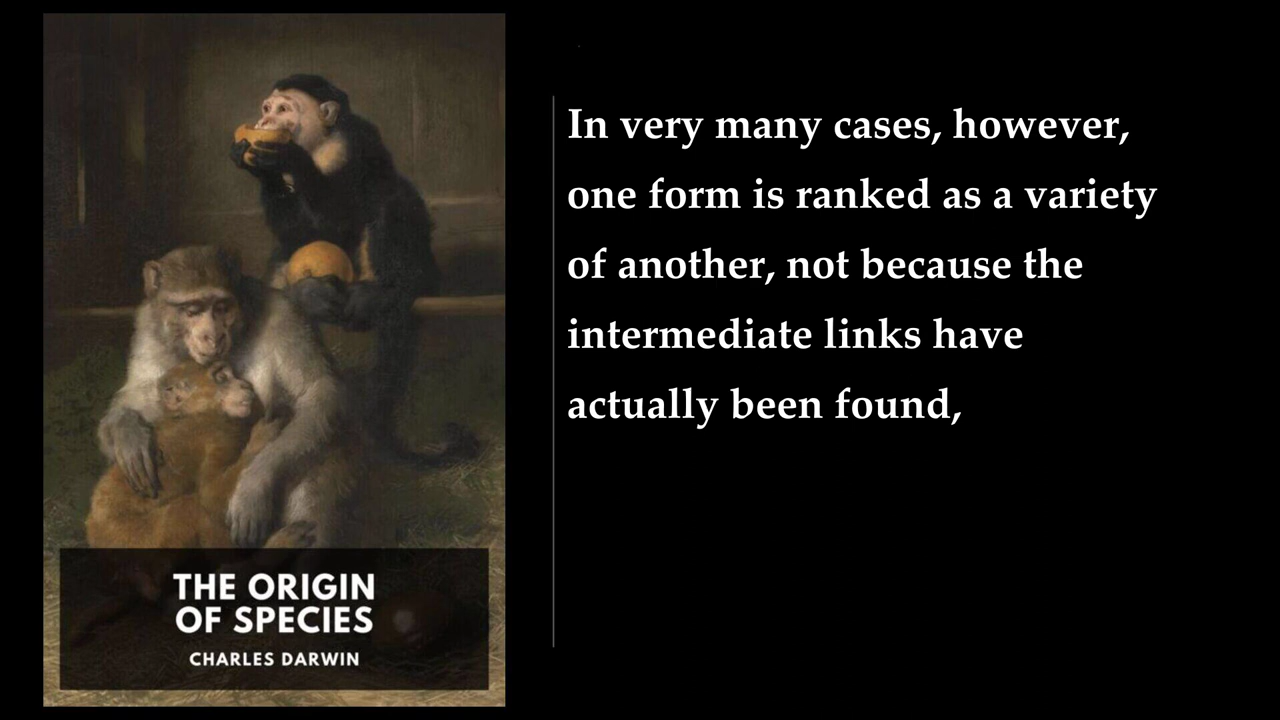 THE ORIGIN
OF SPECIES
CHARLES DARWIN
In very many cases, however,
one form is ranked as a variety
of another, not because the
intermediate links have
actually been found,